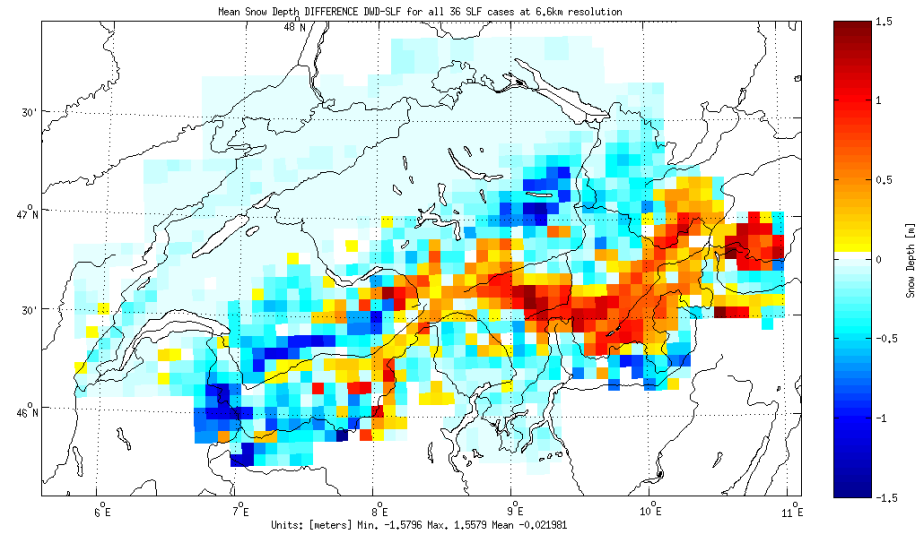 Mean Snow Depth DIFFERENCE DWD-SLF for all 36 SLF cases at 6.6km resolution
48°N
30'
47°N
30'
46°N
6°E 7°E 8°E 9°E 10°E 11°E
Units: [meters] Min. -1.5796 Max. 1.5579 Mean -0.021981
1.5
1
0.5
0
-0.5
-1
-1.5
Snow Depth [m]